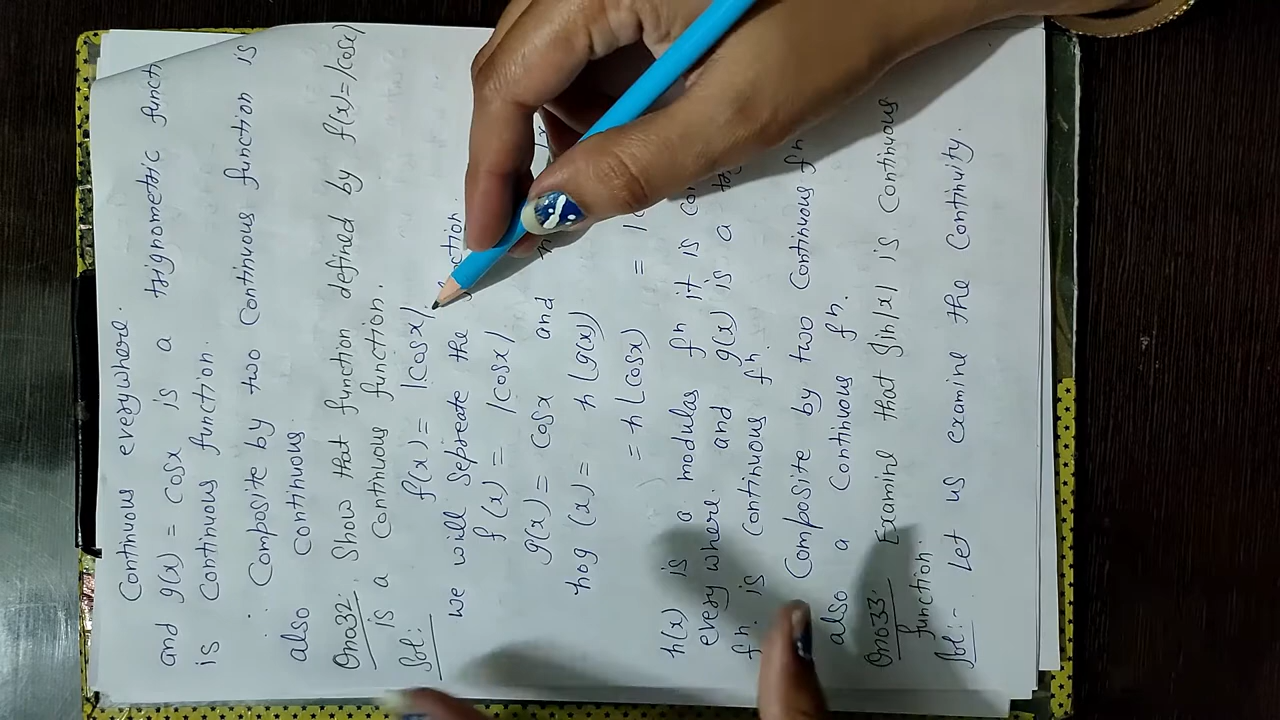 Continuous everywhere.
and g(x) = cosx is a trignometric funct
is Continuous function.
∴ Composite by two Continuous function is
also continuous.
Qno32. Show that function defined by f(x)=|cosx|
is a continuous function.
Sol:- f(x) = |cosx|
we will Sepreate the
f(x) = |cosx|
g(x) = cosx and
hog (x) = h(g(x))
= h(cosx) =
h(x) is a modulas fn it is
every where. and g(x) is a
fn. is Continuous fn.
Composite by two Continuous fn
also a Continuous fn.
Qno33. Examine that Sin|x| is Continuous
function.
Sol:- Let us examine the Continuity.